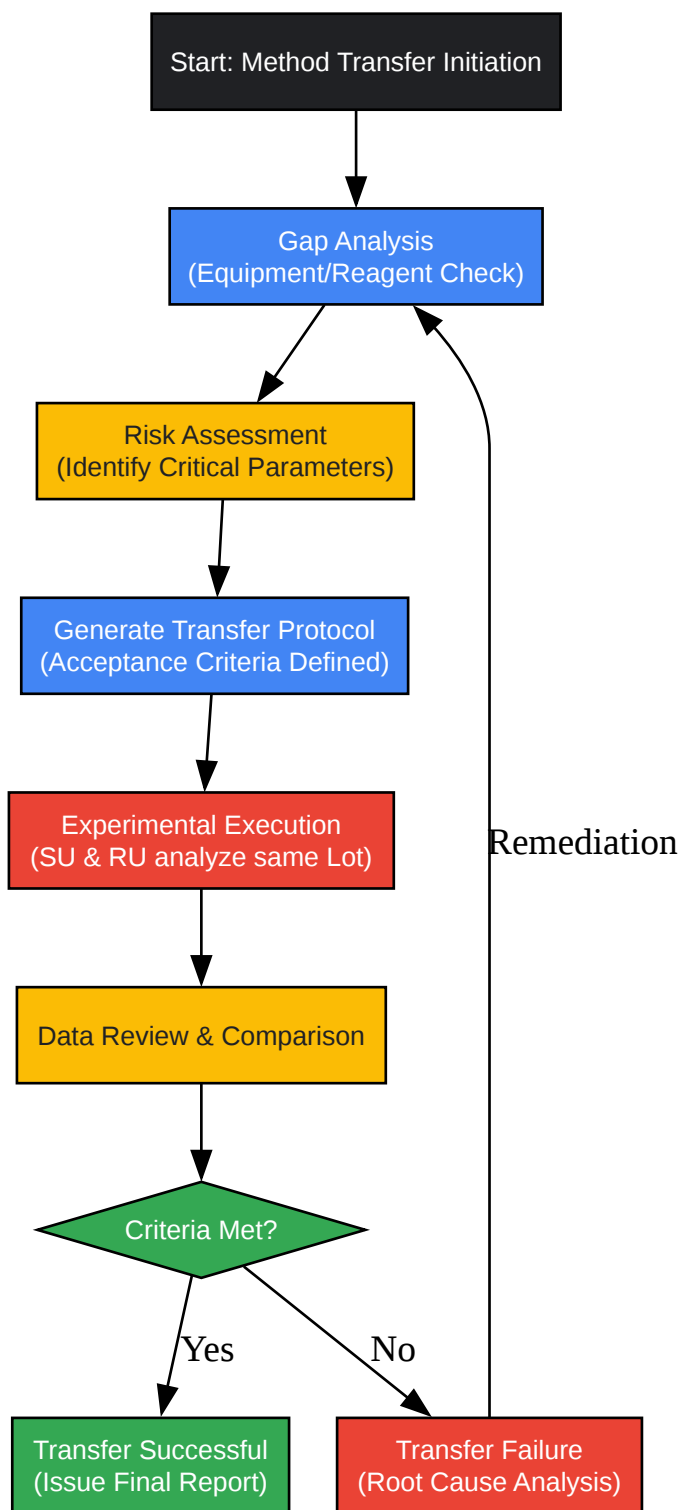 Start: Method Transfer Initiation
Gap Analysis
(Equipment/Reagent Check)
Risk Assessment
(Identify Critical Parameters)
Generate Transfer Protocol
(Acceptance Criteria Defined)
Experimental Execution
(SU & RU analyze same Lot)
Remediation
Data Review & Comparison
Criteria Met?
Yes
No
Transfer Successful
(Issue Final Report)
Transfer Failure
(Root Cause Analysis)